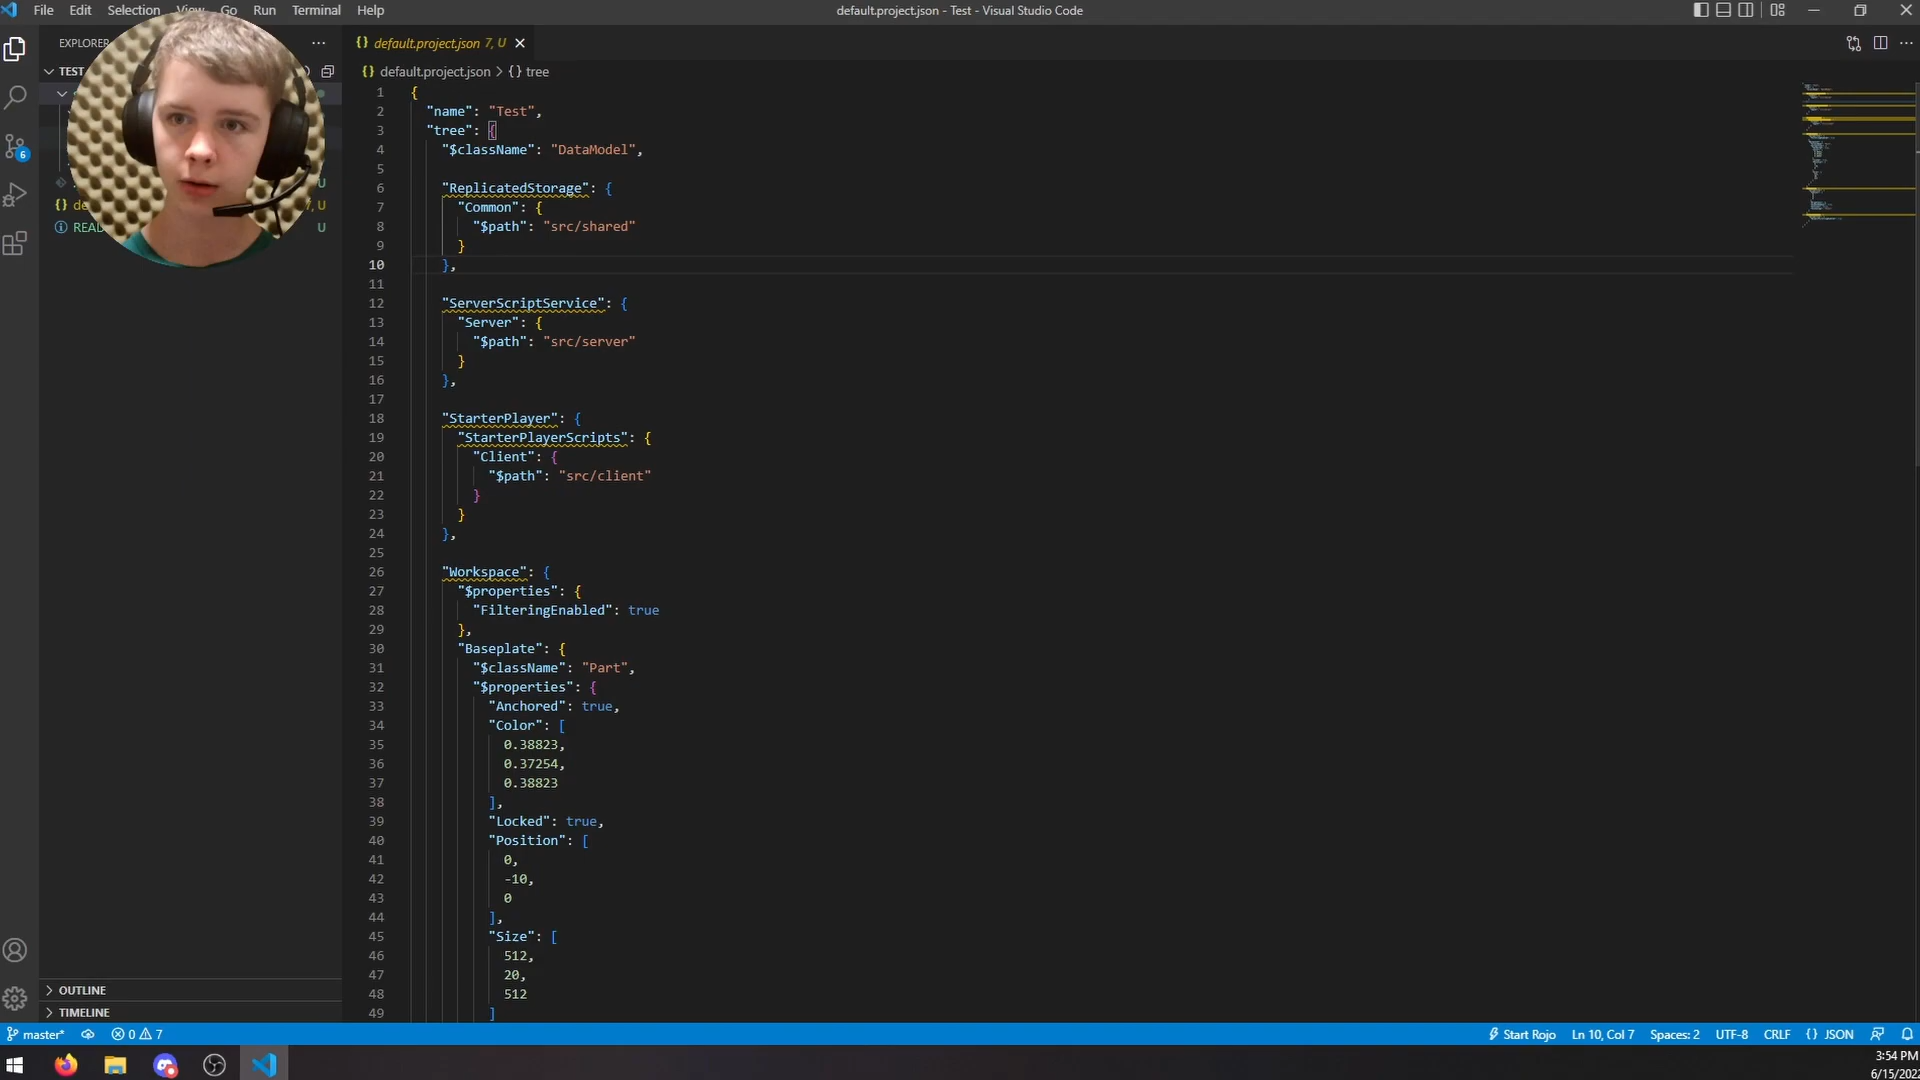 File Edit Selection View Go Run Terminal Help
default.project.json - Test - Visual Studio Code
EXPLORER
default.project.json 7, U
TEST
default.project.json > {} tree
U
7, U
READ
U
1 {
2 "name": "Test",
3 "tree": {
4 "$className": "DataModel",
5
6 "ReplicatedStorage": {
7 "Common": {
8 "$path": "src/shared"
9 }
10 },
11
12 "ServerScriptService": {
13 "Server": {
14 "$path": "src/server"
15 }
16 },
17
18 "StarterPlayer": {
19 "StarterPlayerScripts": {
20 "Client": {
21 "$path": "src/client"
22 }
23 }
24 },
25
26 "Workspace": {
27 "$properties": {
28 "FilteringEnabled": true
29 },
30 "Baseplate": {
31 "$className": "Part",
32 "$properties": {
33 "Anchored": true,
34 "Color": [
35 0.38823,
36 0.37254,
37 0.38823
38 ],
39 "Locked": true,
40 "Position": [
41 0,
42 -10,
43 0
44 ],
45 "Size": [
46 512,
47 20,
48 512
49 ]
6
OUTLINE
TIMELINE
master* 0 7
Start Rojo Ln 10, Col 7 Spaces: 2 UTF-8 CRLF {} JSON
3:54 PM
6/15/202